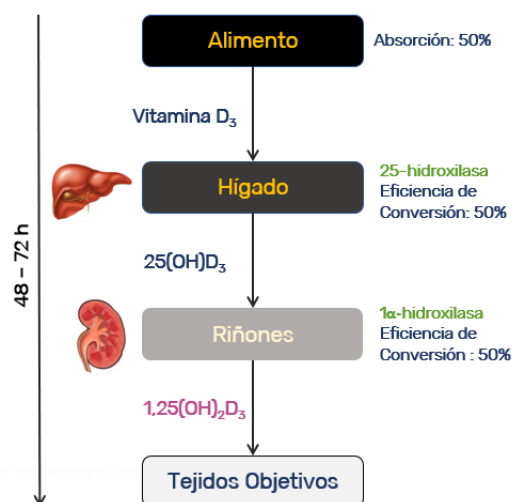 Alimento
Absorción: 50%
Vitamina D₃
Hígado
25-hidroxilasa
Eficiencia de
Conversión: 50%
48 – 72 h
25(OH)D₃
Riñones
1α-hidroxilasa
Eficiencia de
Conversión : 50%
1,25(OH)₂D₃
Tejidos Objetivos